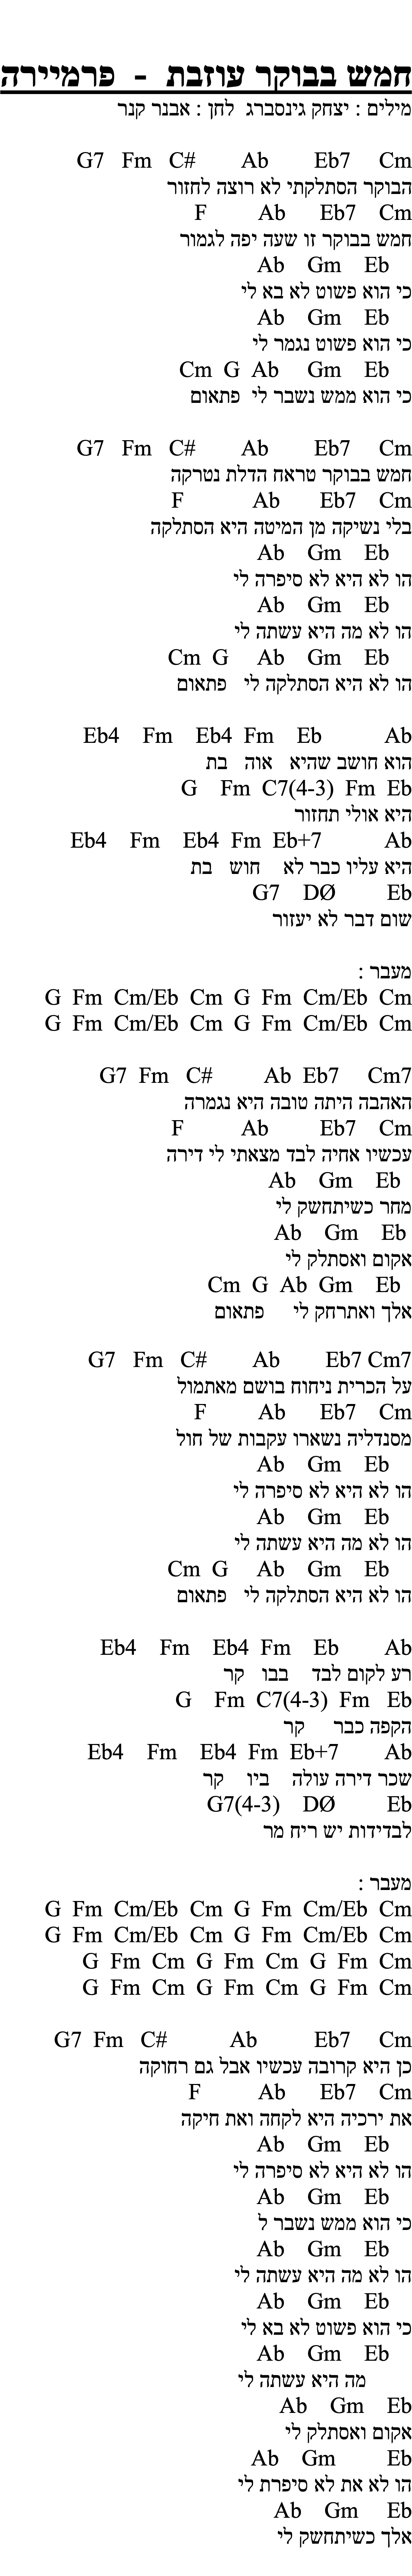 חמש בבוקר עוזבת - פרמיירה
מילים : יצחק גינסברג לחן : אבנר קנר
G7 Fm C# Ab Eb7 Cm
הבוקר הסתלקתי לא רוצה לחזור
F Ab Eb7 Cm
חמש בבוקר זו שעה יפה לגמור
Ab Gm Eb
כי הוא פשוט לא בא לי
Ab Gm Eb
כי הוא פשוט נגמר לי
Cm G Ab Gm Eb
כי הוא ממש נשבר לי פתאום
G7 Fm C# Ab Eb7 Cm
חמש בבוקר טראח הדלת נטרקה
F Ab Eb7 Cm
בלי נשיקה מן המיטה היא הסתלקה
Ab Gm Eb
הו לא היא לא סיפרה לי
Ab Gm Eb
הו לא מה היא עשתה לי
Cm G Ab Gm Eb
הו לא היא הסתלקה לי פתאום
Eb4 Fm Eb4 Fm Eb Ab
הוא חושב שהיא אוה בת
G Fm C7(4-3) Fm Eb
היא אולי תחזור
Eb4 Fm Eb4 Fm Eb+7 Ab
היא עליו כבר לא חוש בת
G7 DØ Eb
שום דבר לא יעזור
מעבר :
G Fm Cm/Eb Cm G Fm Cm/Eb Cm
G Fm Cm/Eb Cm G Fm Cm/Eb Cm
G7 Fm C# Ab Eb7 Cm7
האהבה היתה טובה היא נגמרה
F Ab Eb7 Cm
עכשיו אחיה לבד מצאתי לי דירה
Ab Gm Eb
מחר כשיתחשק לי
Ab Gm Eb
אקום ואסתלק לי
Cm G Ab Gm Eb
אלך ואתרחק לי פתאום
G7 Fm C# Ab Eb7 Cm7
על הכרית ניחוח בושם מאתמול
F Ab Eb7 Cm
מסנדליה נשארו עקבות של חול
Ab Gm Eb
הו לא היא לא סיפרה לי
Ab Gm Eb
הו לא מה היא עשתה לי
Cm G Ab Gm Eb
הו לא היא הסתלקה לי פתאום
Eb4 Fm Eb4 Fm Eb Ab
רע לקום לבד בבו קר
G Fm C7(4-3) Fm Eb
הקפה כבר קר
Eb4 Fm Eb4 Fm Eb+7 Ab
שכר דירה עולה ביו קר
G7(4-3) DØ Eb
לבדידות יש ריח מר
מעבר :
G Fm Cm/Eb Cm G Fm Cm/Eb Cm
G Fm Cm/Eb Cm G Fm Cm/Eb Cm
G Fm Cm G Fm Cm G Fm Cm
G Fm Cm G Fm Cm G Fm Cm
G7 Fm C# Ab Eb7 Cm
כן היא קרובה עכשיו אבל גם רחוקה
F Ab Eb7 Cm
את ירכיה היא לקחה ואת חיקה
Ab Gm Eb
הו לא היא לא סיפרה לי
Ab Gm Eb
כי הוא ממש נשבר ל
Ab Gm Eb
הו לא מה היא עשתה לי
Ab Gm Eb
כי הוא פשוט לא בא לי
Ab Gm Eb
מה היא עשתה לי
Ab Gm Eb
אקום ואסתלק לי
Ab Gm Eb
הו לא את לא סיפרת לי
Ab Gm Eb
אלך כשיתחשק לי